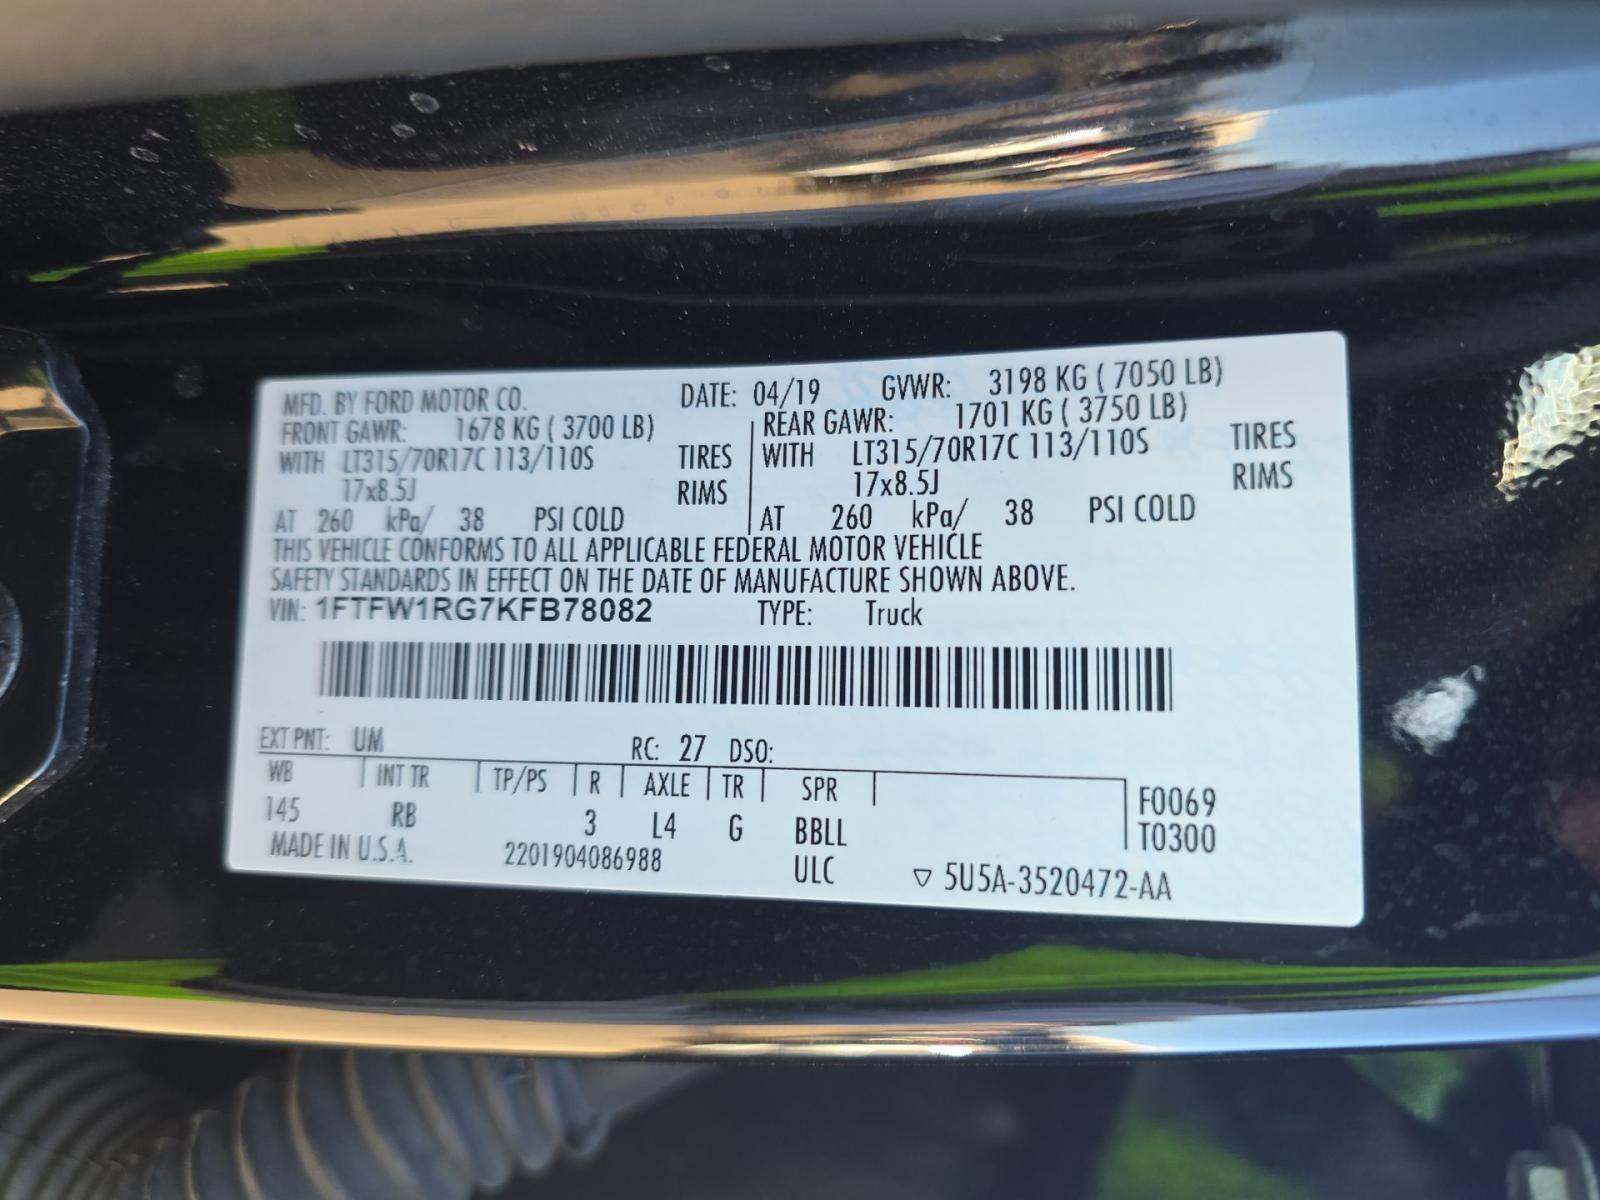 MFD. BY FORD MOTOR CO. DATE: 04/19 GVWR: 3198 KG ( 7050 LB)
FRONT GAWR: 1678 KG ( 3700 LB) REAR GAWR: 1701 KG ( 3750 LB)
WITH LT315/70R17C 113/110S TIRES WITH LT315/70R17C 113/110S TIRES
17x8.5J RIMS 17x8.5J RIMS
AT 260 kPa/ 38 PSI COLD AT 260 kPa/ 38 PSI COLD
THIS VEHICLE CONFORMS TO ALL APPLICABLE FEDERAL MOTOR VEHICLE
SAFETY STANDARDS IN EFFECT ON THE DATE OF MANUFACTURE SHOWN ABOVE.
VIN: 1FTFW1RG7KFB78082 TYPE: Truck
EXT PNT: UM RC: 27 DSO:
WB INT TR TP/PS R AXLE TR SPR F0069
145 RB 3 L4 G BBLL T0300
MADE IN U.S.A. 2201904086988 ULC ▽ 5U5A-3520472-AA